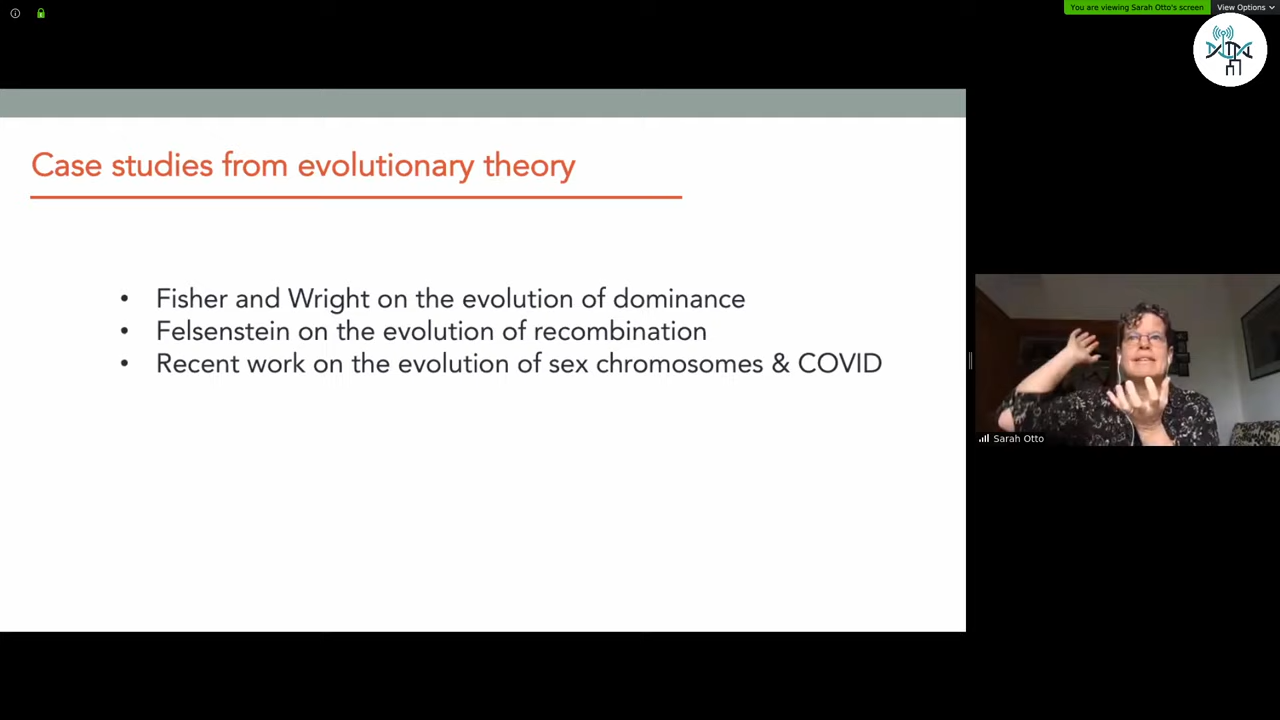 You are viewing Sarah Otto's screen View Options
Case studies from evolutionary theory
• Fisher and Wright on the evolution of dominance
• Felsenstein on the evolution of recombination
• Recent work on the evolution of sex chromosomes & COVID
Sarah Otto